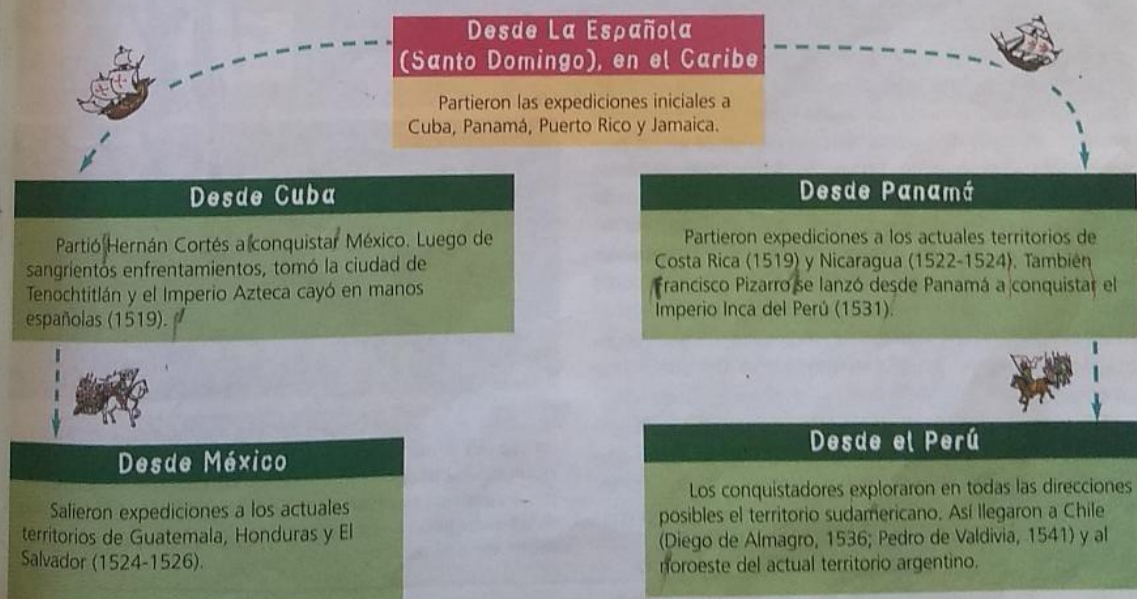 Desde La Española
(Santo Domingo), en el Caribe
Partieron las expediciones iniciales a
Cuba, Panamá, Puerto Rico y Jamaica.
Desde Cuba
Partió Hernán Cortés a conquistar México. Luego de
sangrientos enfrentamientos, tomó la ciudad de
Tenochtitlán y el Imperio Azteca cayó en manos
españolas (1519).
Desde Panamá
Partieron expediciones a los actuales territorios de
Costa Rica (1519) y Nicaragua (1522-1524). También
Francisco Pizarro se lanzó desde Panamá a conquistar el
Imperio Inca del Perú (1531).
Desde México
Salieron expediciones a los actuales
territorios de Guatemala, Honduras y El
Salvador (1524-1526).
Desde el Perú
Los conquistadores exploraron en todas las direcciones
posibles el territorio sudamericano. Así llegaron a Chile
(Diego de Almagro, 1536; Pedro de Valdivia, 1541) y al
noroeste del actual territorio argentino.